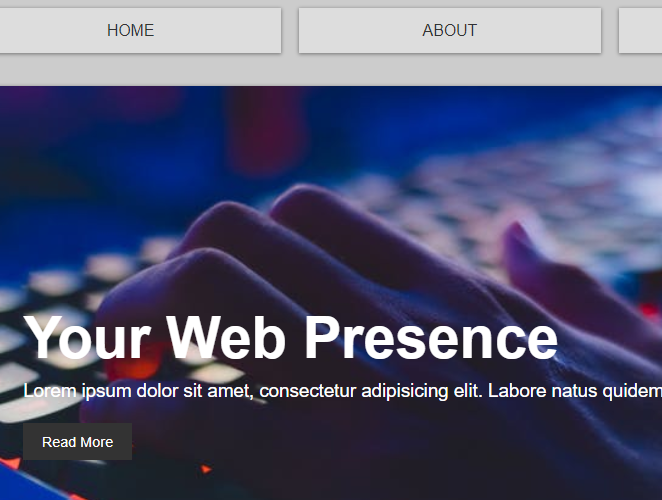 HOME ABOUT
Your Web Presence
Lorem ipsum dolor sit amet, consectetur adipisicing elit. Labore natus quidem
Read More